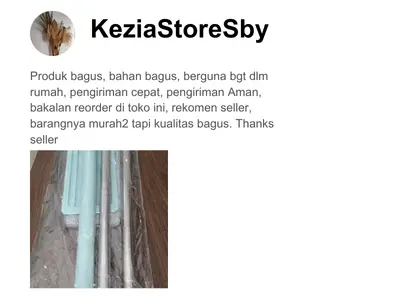 KeziaStoreSby
Produk bagus, bahan bagus, berguna bgt dlm
rumah, pengiriman cepat, pengiriman Aman,
bakalan reorder di toko ini, rekomen seller,
barangnya murah2 tapi kualitas bagus. Thanks
seller